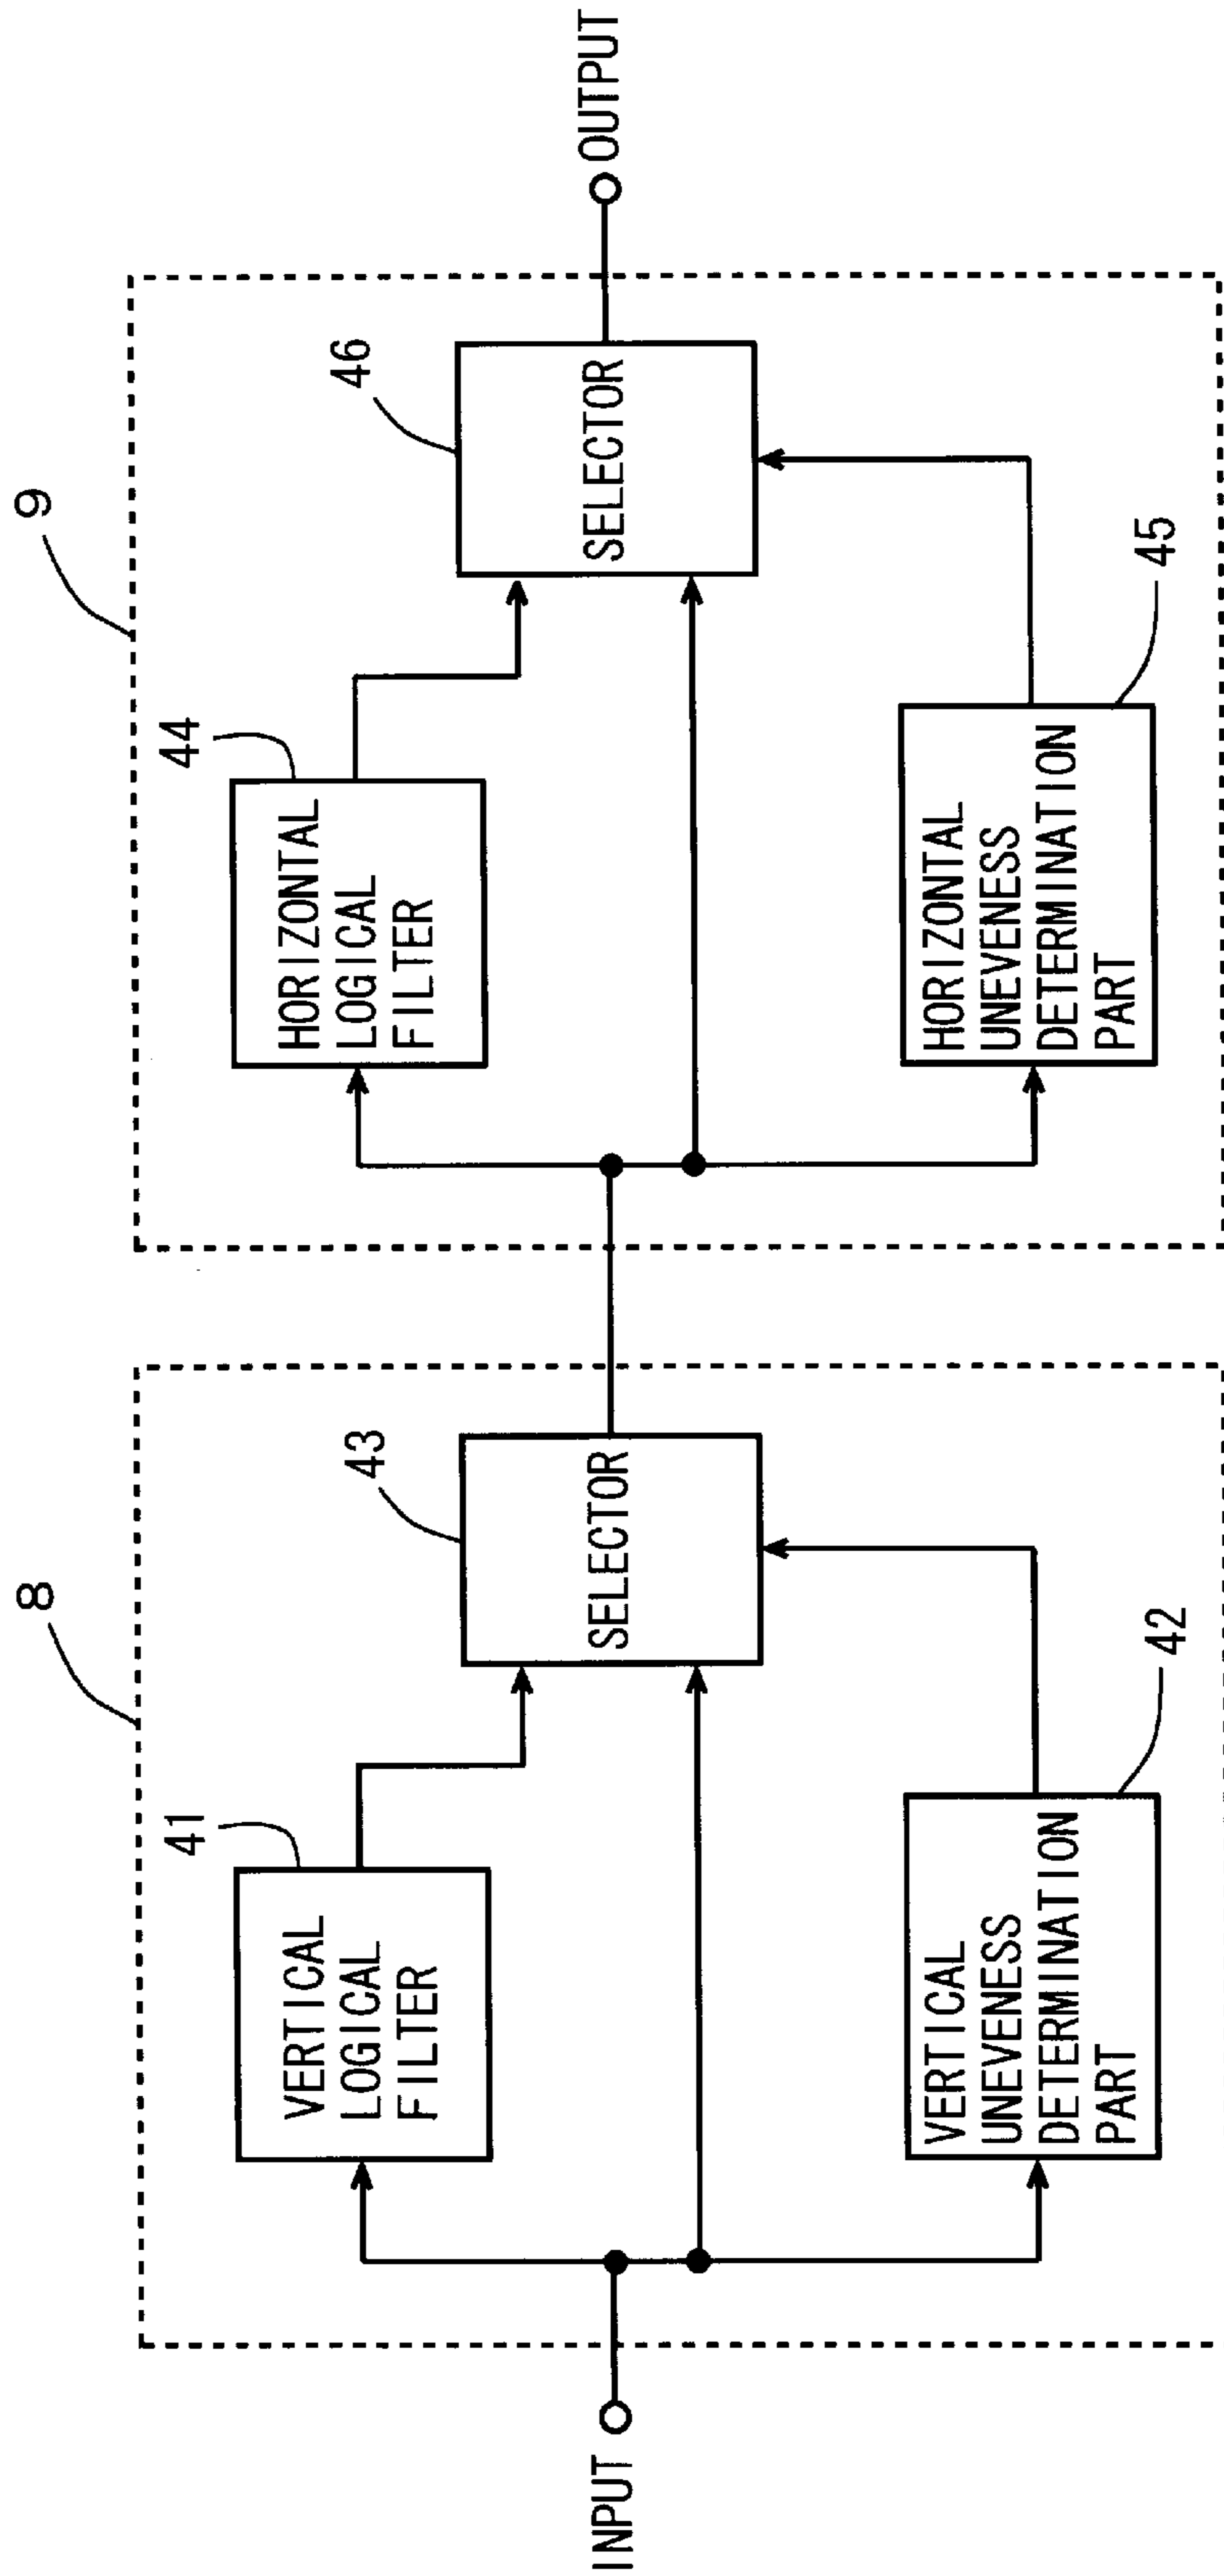 8
9
41
VERTICAL
LOGICAL
FILTER
43
SELECTOR
VERTICAL
UNEVENESS
DETERMINATION
PART
42
INPUT
44
HORIZONTAL
LOGICAL
FILTER
46
SELECTOR
HORIZONTAL
UNEVENESS
DETERMINATION
PART
45
OUTPUT